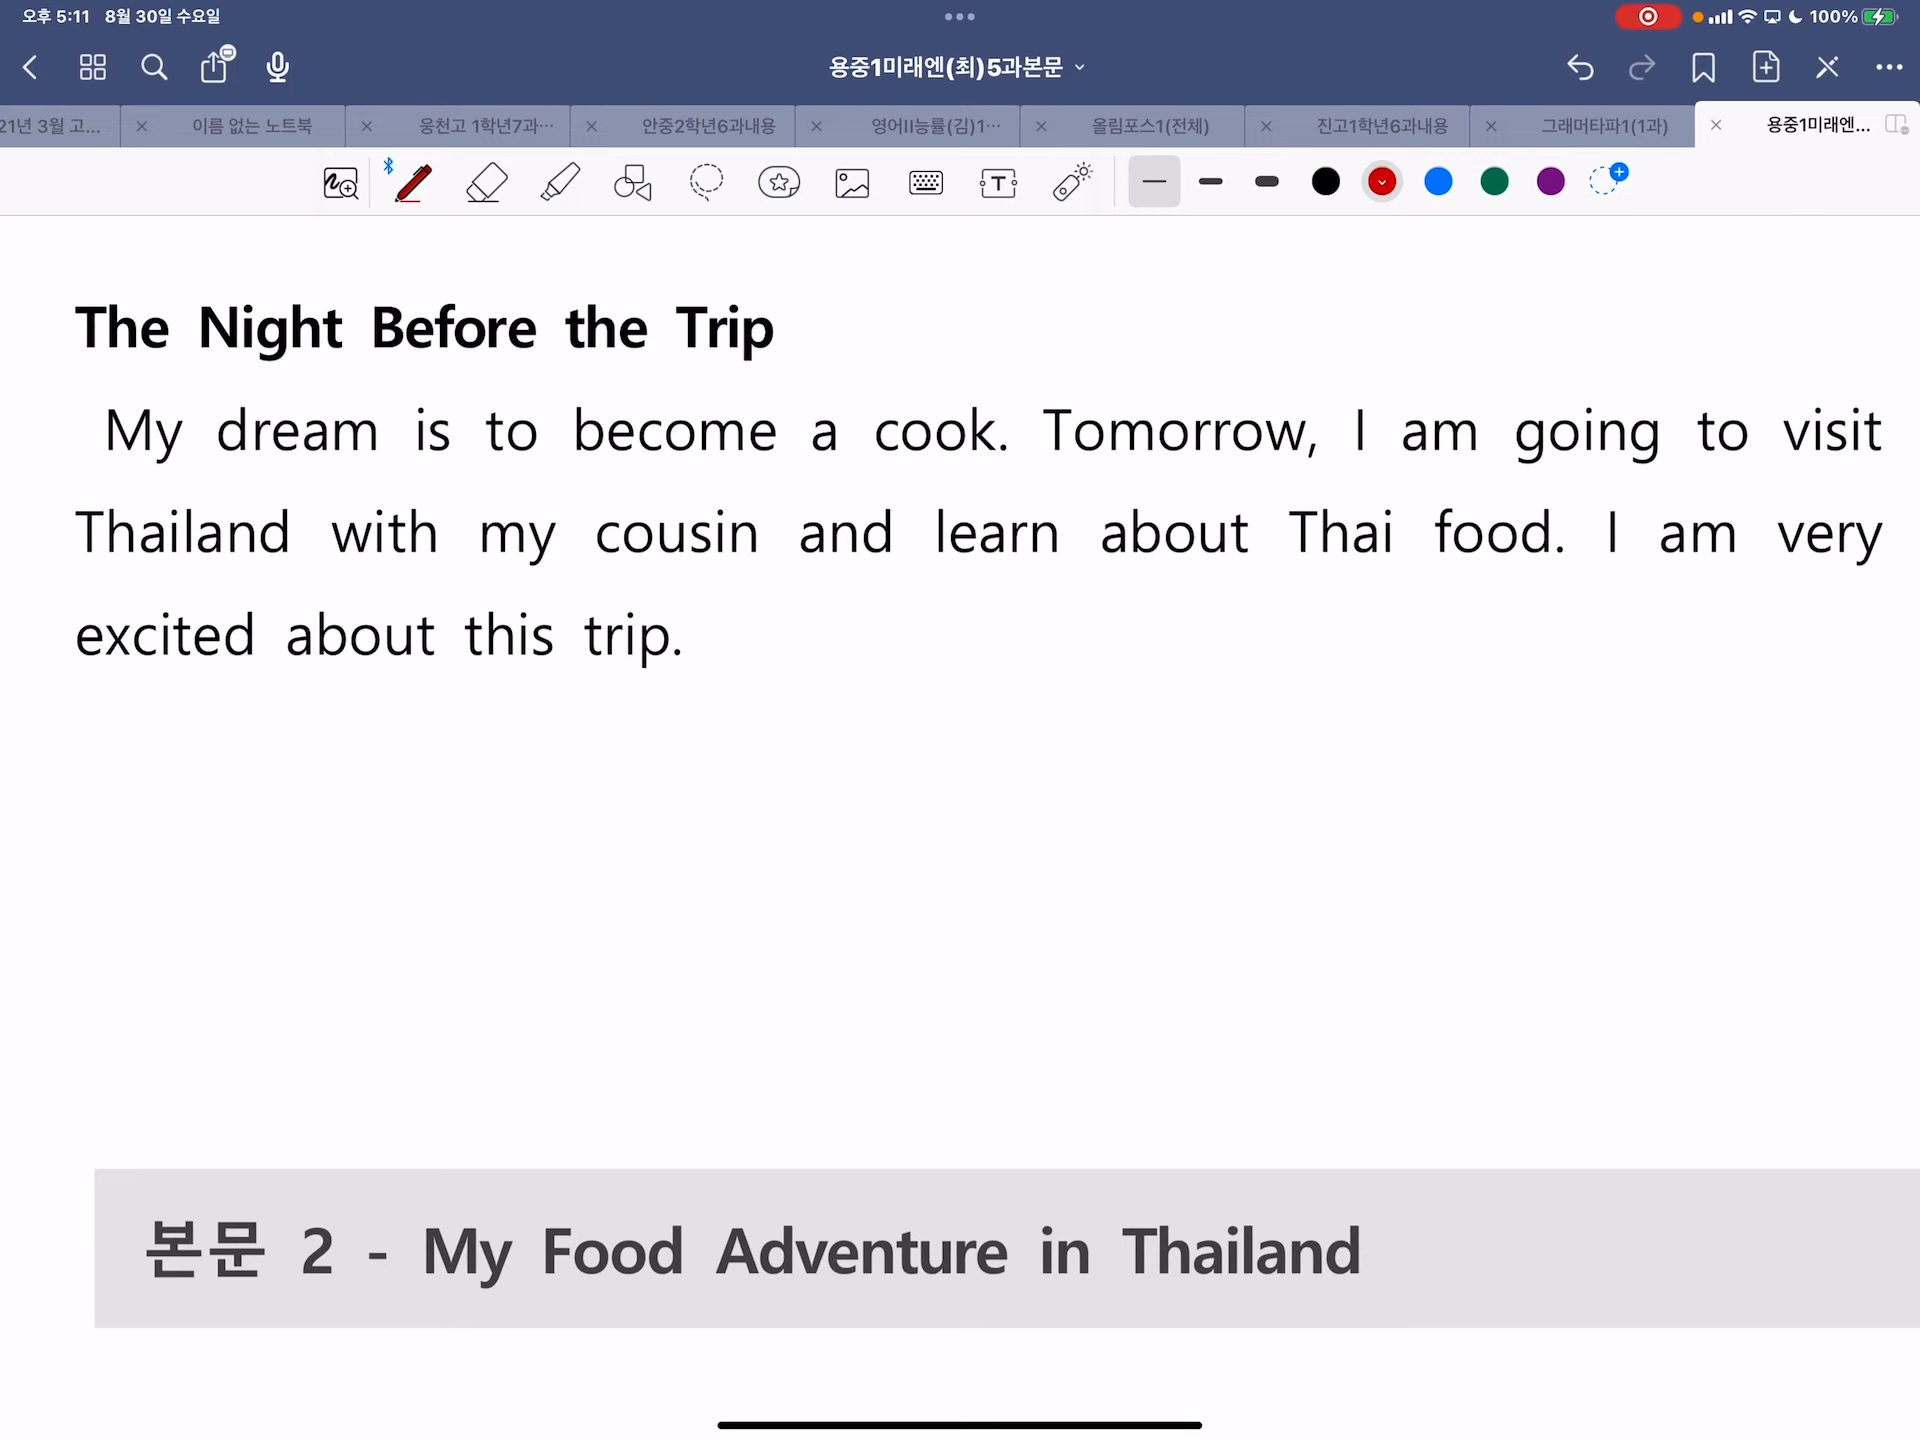 오후 5:11 8월 30일 수요일 100%
용중1미래엔(최)5과본문
21년 3월 고... 이름 없는 노트북 웅천고 1학년7과... 안중2학년6과내용 영어II능률(김)1... 올림포스1(전체) 진고1학년6과내용 그래머타파1(1과) 용중1미래엔...
The Night Before the Trip
My dream is to become a cook. Tomorrow, I am going to visit
Thailand with my cousin and learn about Thai food. I am very
excited about this trip.
본문 2 - My Food Adventure in Thailand